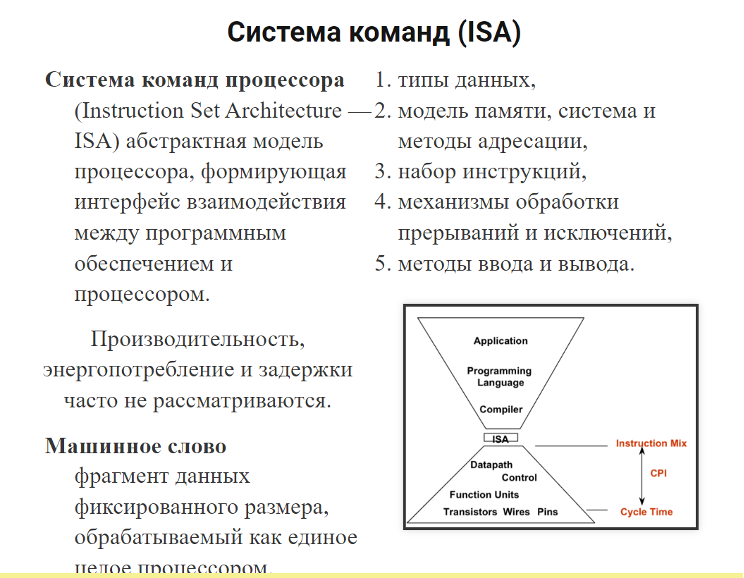 Система команд (ISA)
Система команд процессора
(Instruction Set Architecture —
ISA) абстрактная модель
процессора, формирующая
интерфейс взаимодействия
между программным
обеспечением и
процессором.
Производительность,
энергопотребление и задержки
часто не рассматриваются.
Машинное слово
фрагмент данных
фиксированного размера,
обрабатываемый как единое
целое процессором.
1. типы данных,
2. модель памяти, система и
методы адресации,
3. набор инструкций,
4. механизмы обработки
прерываний и исключений,
5. методы ввода и вывода.
Application
Programming
Language
Compiler
ISA
Instruction Mix
Datapath
Control
CPI
Function Units
Transistors Wires Pins
Cycle Time